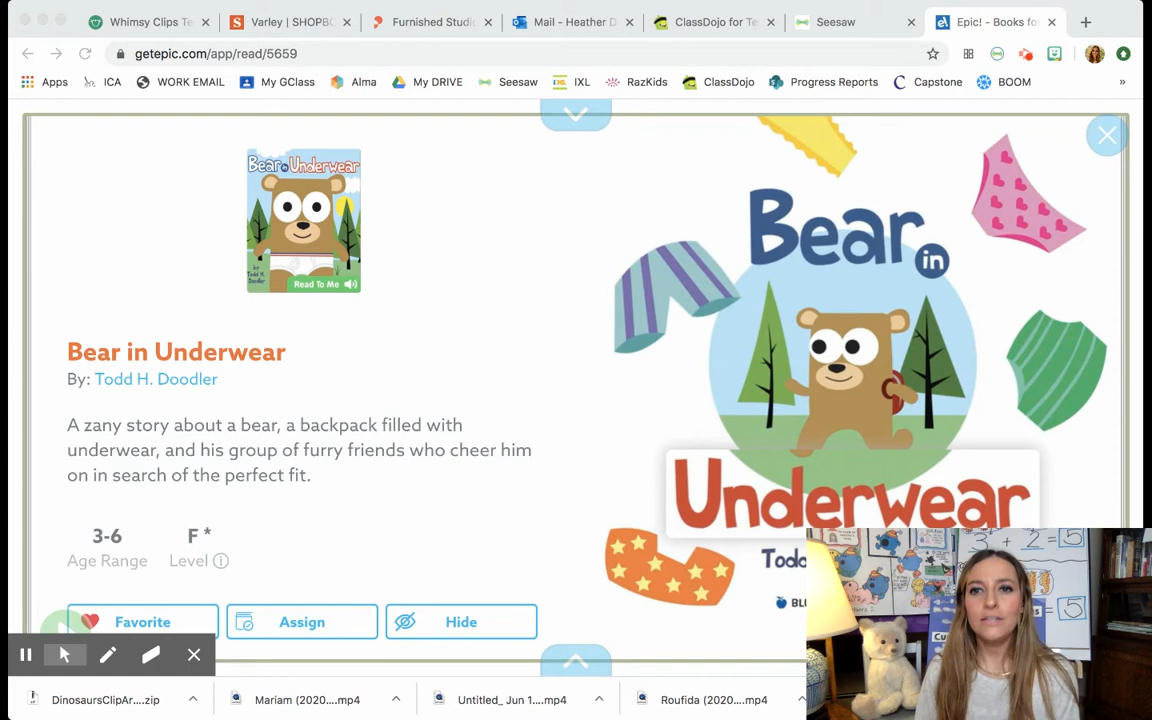 Whimsy Clips Te
Varley | SHOPBO
Furnished Studi
Mail - Heather D
ClassDojo for Te
Seesaw
Epic! - Books fo
getepic.com/app/read/5659
Apps
ICA
WORK EMAIL
My GClass
Alma
My DRIVE
Seesaw
IXL
RazKids
ClassDojo
Progress Reports
Capstone
BOOM
»
Bear in Underwear
by
Todd H.
Doodler
Read To Me
Bear in Underwear
By: Todd H. Doodler
A zany story about a bear, a backpack filled with
underwear, and his group of furry friends who cheer him
on in search of the perfect fit.
3-6
Age Range
F *
Level
Favorite
Assign
Hide
Bear
in
Underwear
Todd
BLU
3 + 2 = 5
= 5
DinosaursClipAr....zip
Mariam (2020....mp4
Untitled_ Jun 1....mp4
Roufida (2020....mp4